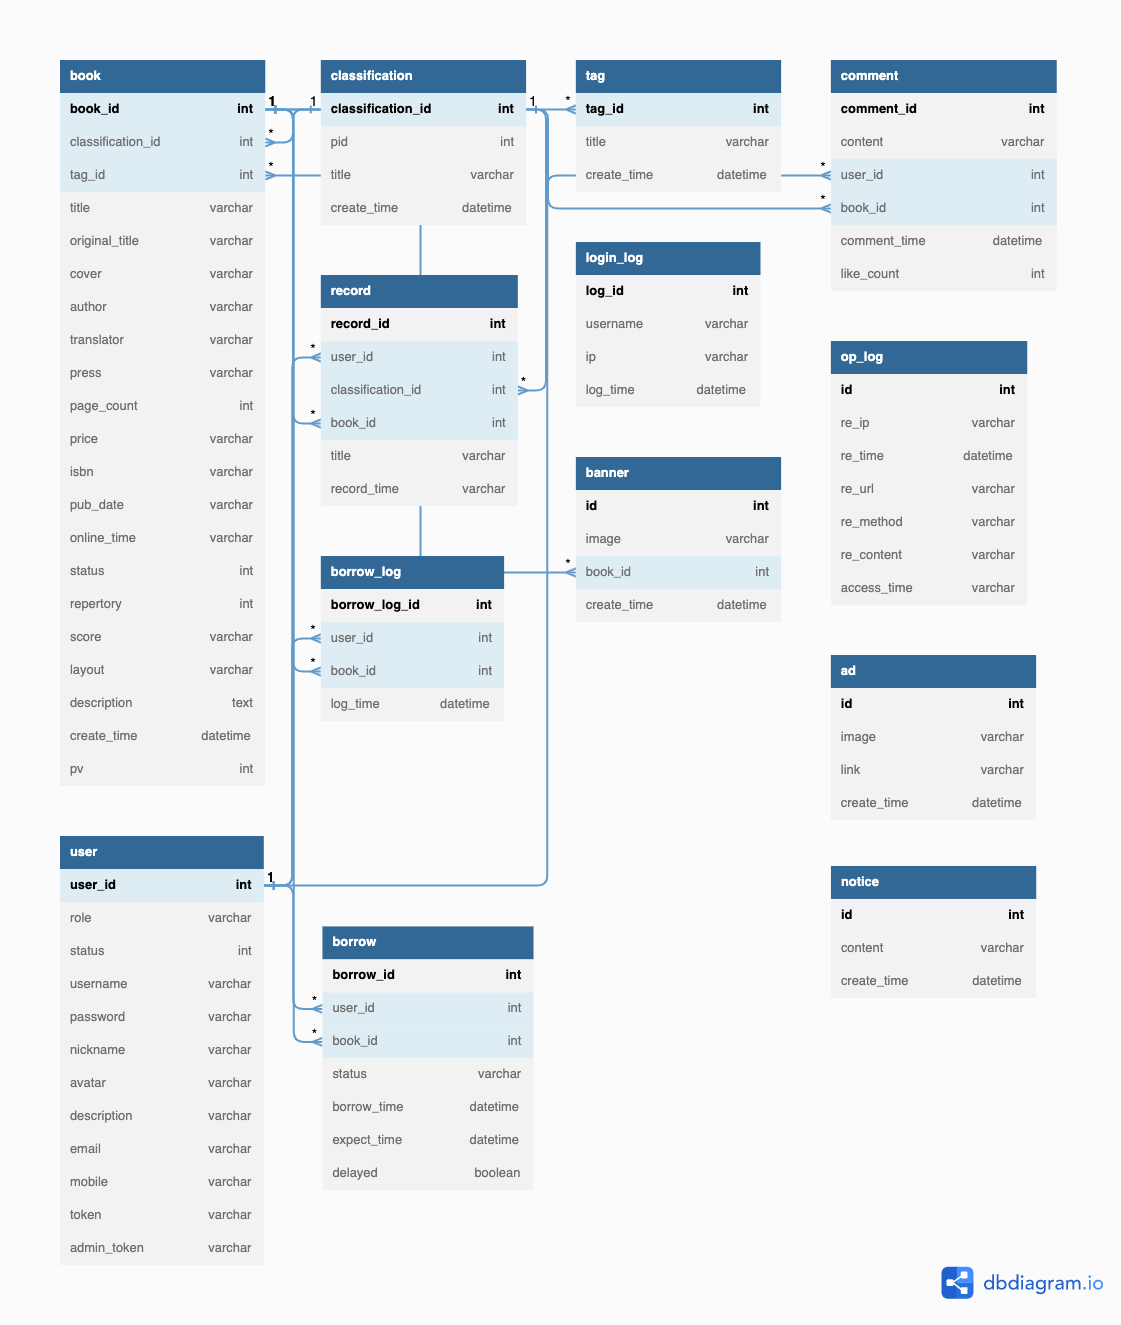 book
book_id int
classification_id int
tag_id int
title varchar
original_title varchar
cover varchar
author varchar
translator varchar
press varchar
page_count int
price varchar
isbn varchar
pub_date varchar
online_time varchar
status int
repertory int
score varchar
layout varchar
description text
create_time datetime
pv int
1
*
*
user
user_id int
role varchar
status int
username varchar
password varchar
nickname varchar
avatar varchar
description varchar
email varchar
mobile varchar
token varchar
admin_token varchar
1
classification
classification_id int
pid int
title varchar
create_time datetime
1
1
record
record_id int
user_id int
classification_id int
book_id int
title varchar
record_time varchar
*
*
*
borrow_log
borrow_log_id int
user_id int
book_id int
log_time datetime
*
*
borrow
borrow_id int
user_id int
book_id int
status varchar
borrow_time datetime
expect_time datetime
delayed boolean
*
*
tag
tag_id int
title varchar
create_time datetime
*
login_log
log_id int
username varchar
ip varchar
log_time datetime
banner
id int
image varchar
book_id int
create_time datetime
*
comment
comment_id int
content varchar
user_id int
book_id int
comment_time datetime
like_count int
*
*
op_log
id int
re_ip varchar
re_time datetime
re_url varchar
re_method varchar
re_content varchar
access_time varchar
ad
id int
image varchar
link varchar
create_time datetime
notice
id int
content varchar
create_time datetime
dbdiagram.io